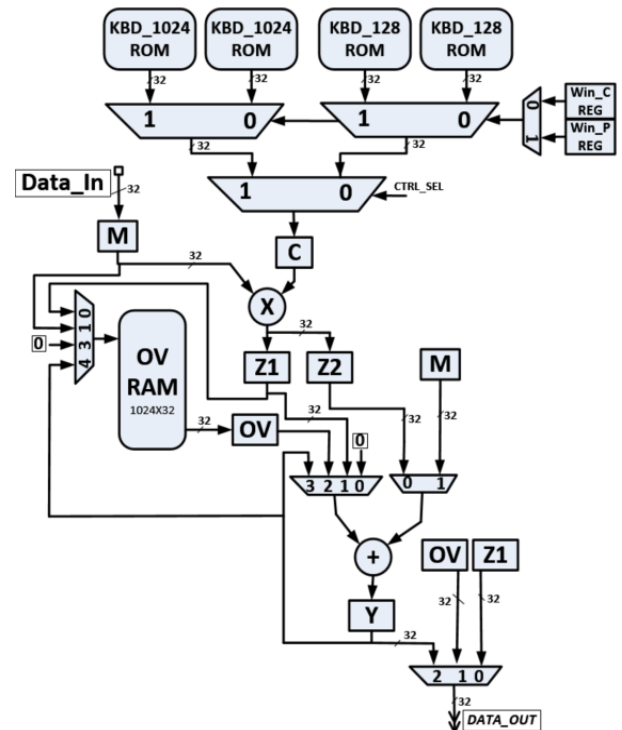 KBD_1024 ROM
KBD_1024 ROM
KBD_128 ROM
KBD_128 ROM
32
32
32
32
1 0
1 0
0
1
Win_C REG
Win_P REG
32
32
Data_In
32
1 0
CTRL_SEL
M
C
32
X
32
4 3 1 0
0
OV RAM
1024X32
Z1
Z2
M
32
OV
32
0
32
32
3 2 1 0
0 1
+
OV
Z1
32
32
Y
32
2 1 0
32
DATA_OUT